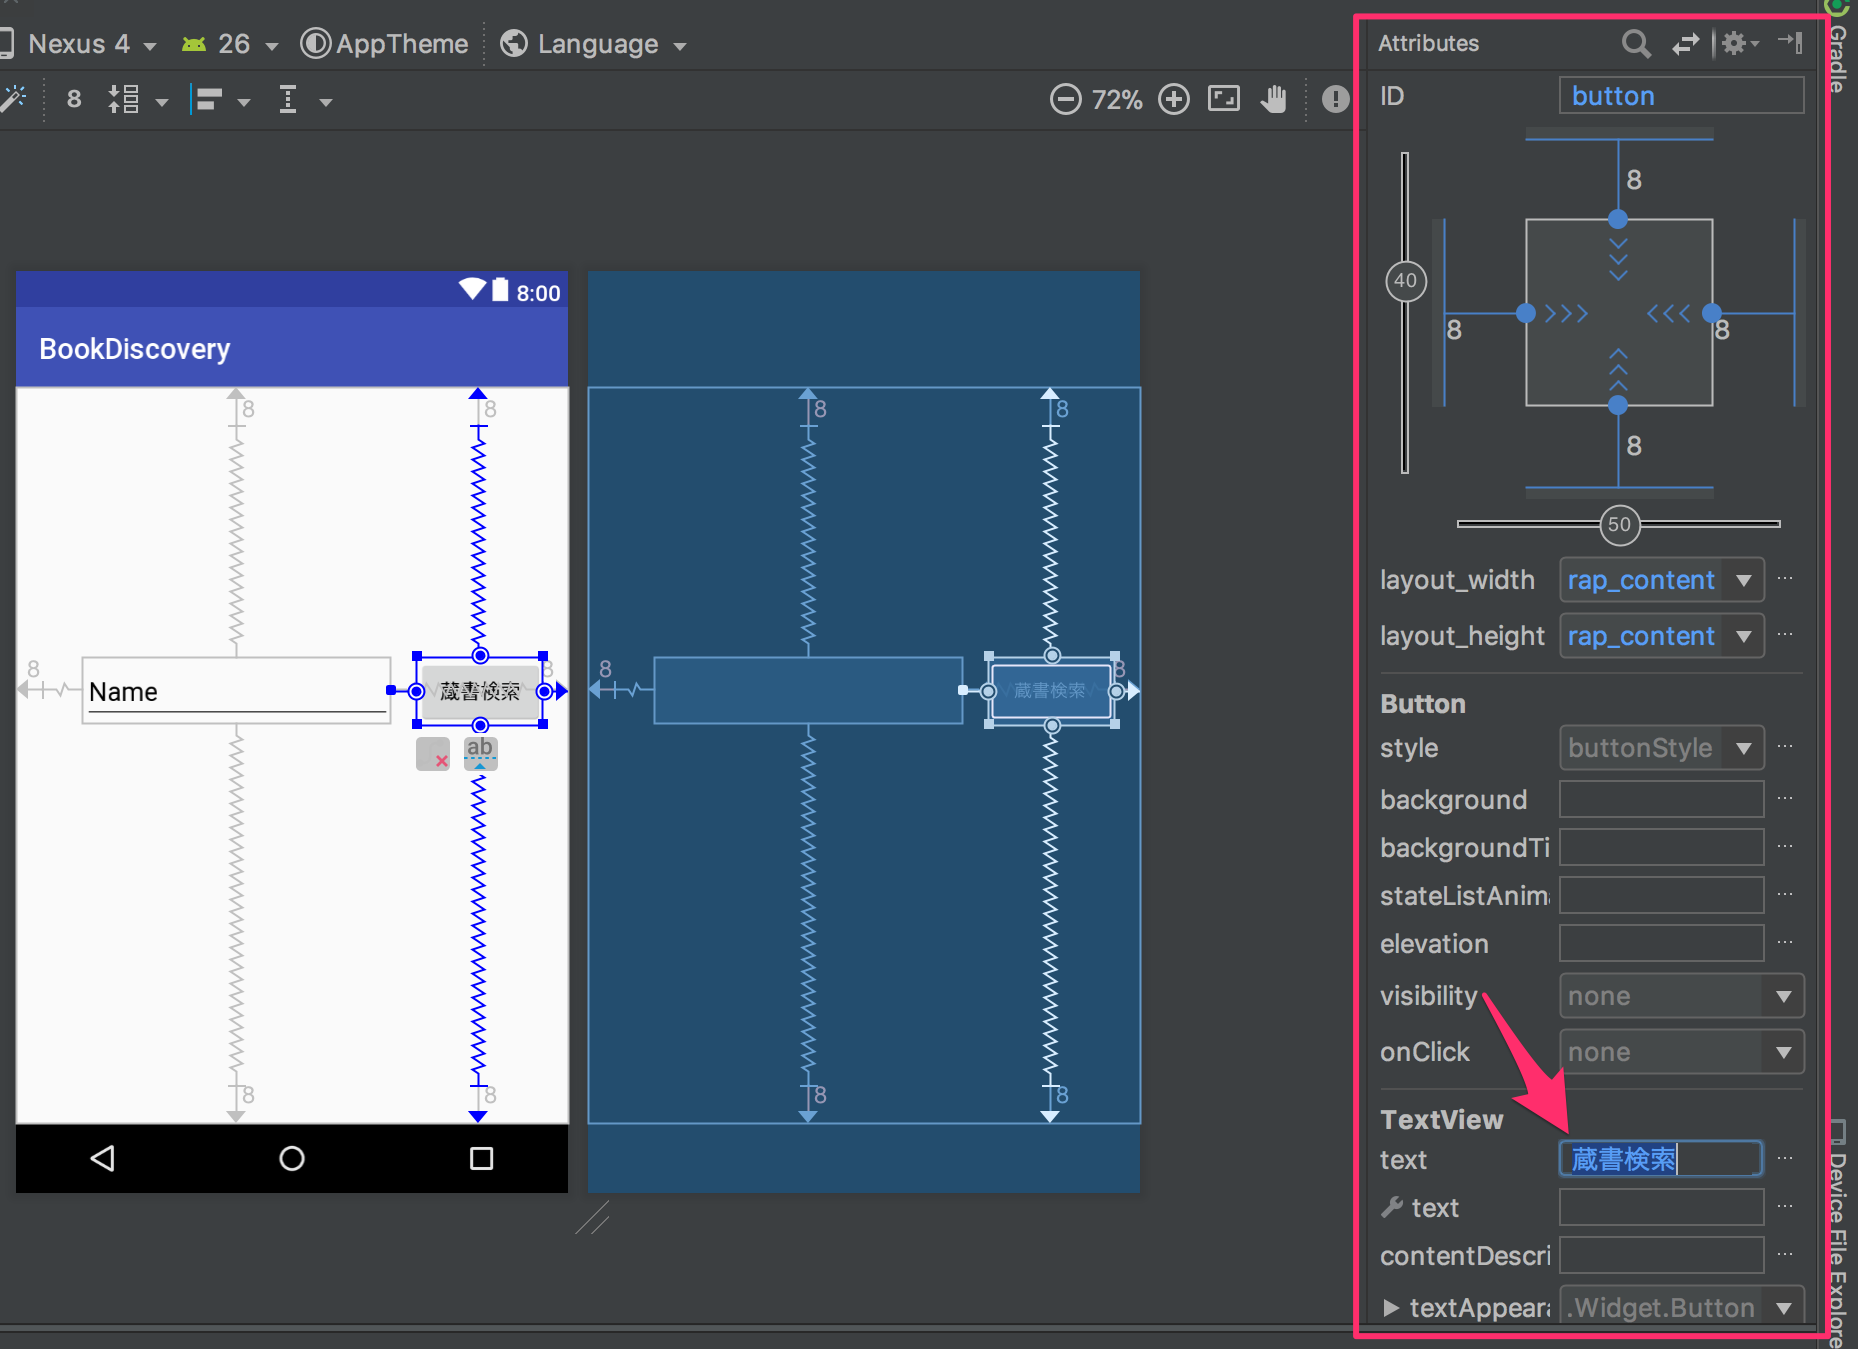 Nexus 4 26 AppTheme Language
8 72%
8:00
BookDiscovery
8 8 8 8
8 Name 蔵書検索 8 8 蔵書検索 8
ab
8 8 8 8
Attributes
ID button
8
40
8 8
8
50
layout_width rap_content
layout_height rap_content
Button
style buttonStyle
background
backgroundTi
stateListAnima
elevation
visibility none
onClick none
TextView
text 蔵書検索
text
contentDescri
textAppeara .Widget.Button
Gradle
Device File Explore